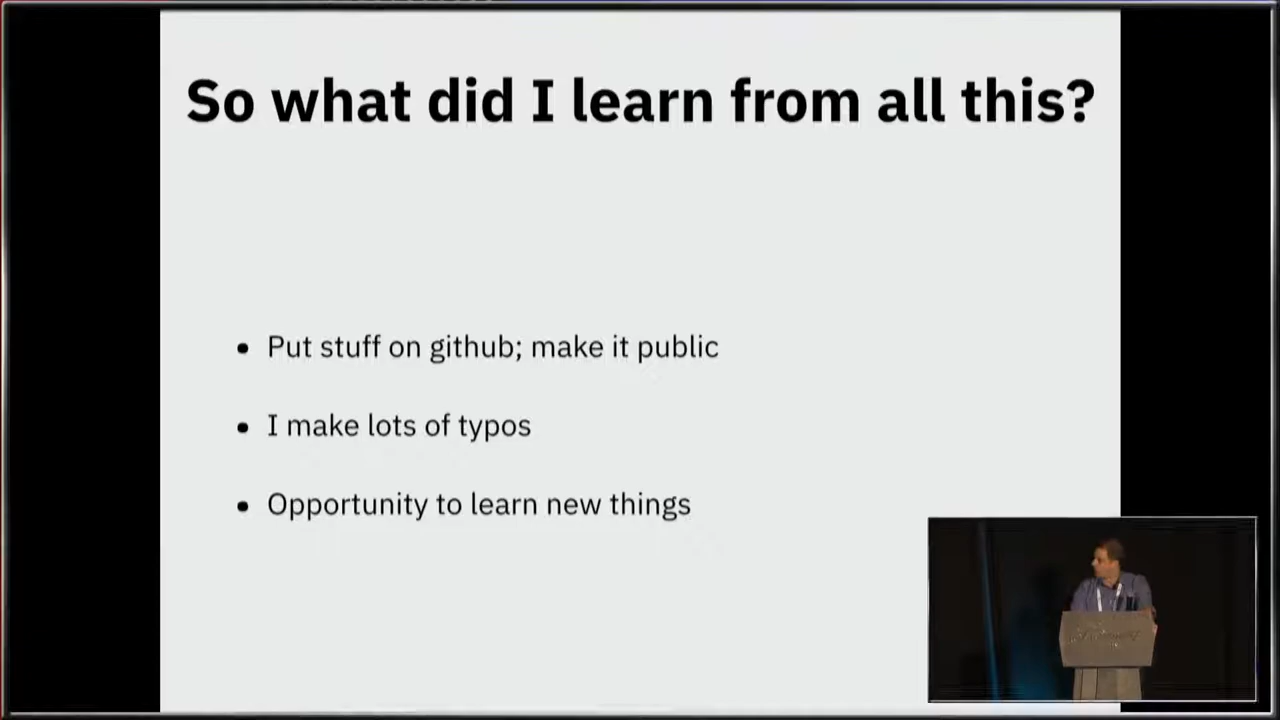 So what did I learn from all this?
• Put stuff on github; make it public
• I make lots of typos
• Opportunity to learn new things